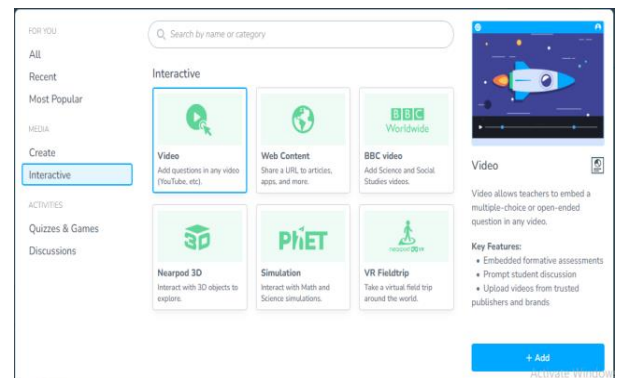 FOR YOU
All
Recent
Most Popular
MEDIA
Create
Interactive
ACTIVITIES
Quizzes & Games
Discussions
Search by name or category
Interactive
Video
Add questions in any video
(YouTube, etc).
Web Content
Share a URL to articles,
apps, and more.
BBC
Worldwide
BBC video
Add Science and Social
Studies videos.
3D
Nearpod 3D
Interact with 3D objects to
explore.
PhET
Simulation
Interact with Math and
Science simulations.
nearpod VR
VR Fieldtrip
Take a virtual field trip
around the world.
Video
Video allows teachers to embed a
multiple-choice or open-ended
question in any video.
Key Features:
• Embedded formative assessments
• Prompt student discussion
• Upload videos from trusted
publishers and brands
+ Add
Activate Window